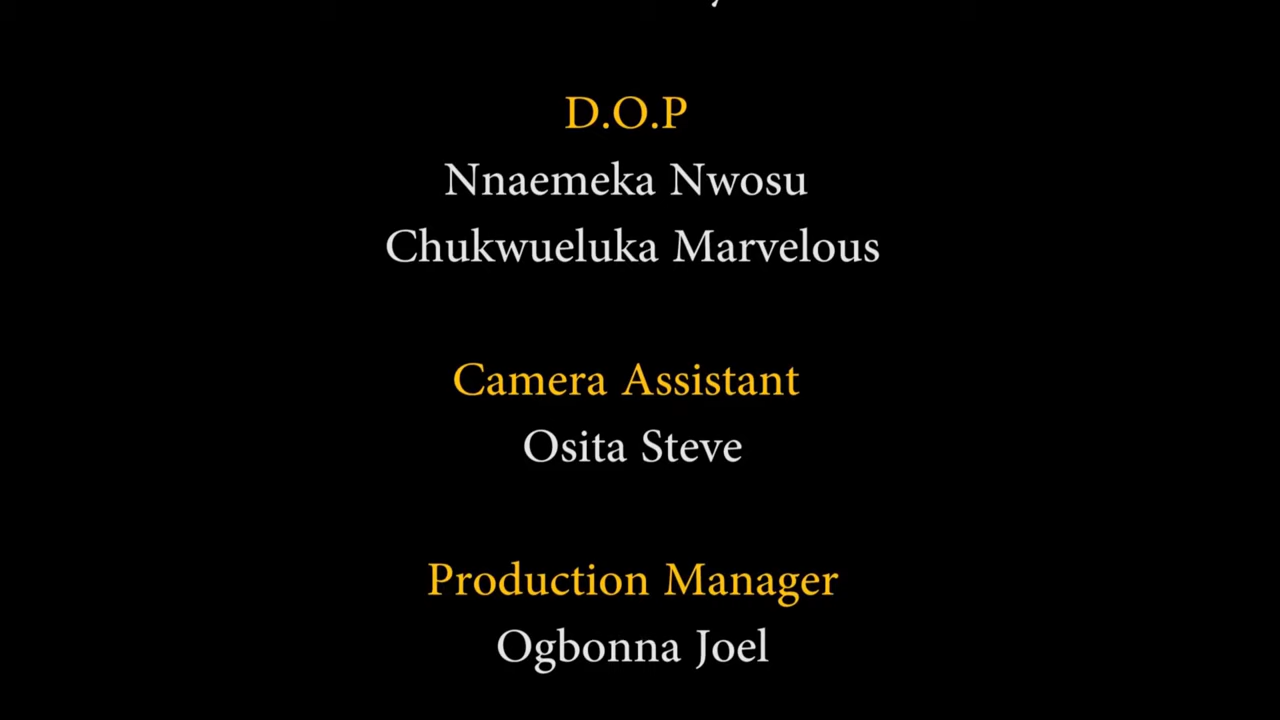 D.O.P
Nnaemeka Nwosu
Chukwueluka Marvelous
Camera Assistant
Osita Steve
Production Manager
Ogbonna Joel